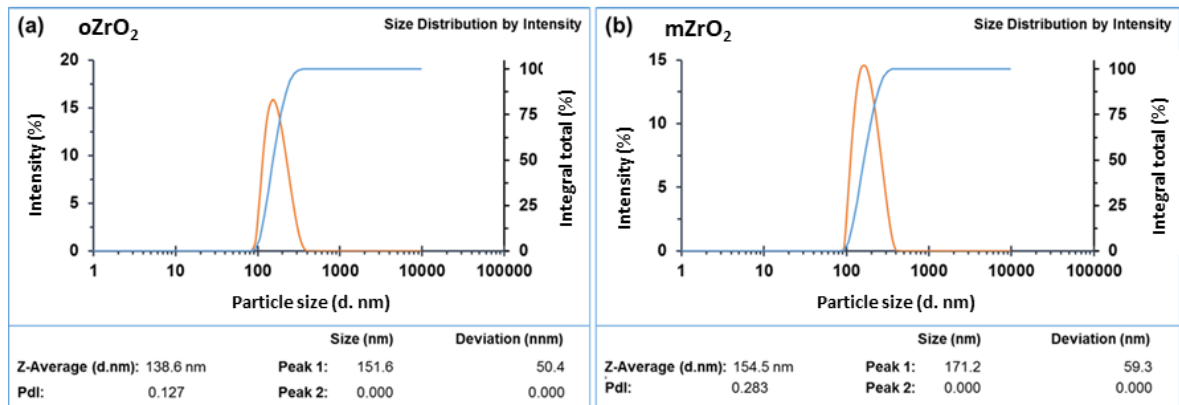 (a) oZrO₂ Size Distribution by Intensity
20
15
10
5
0
Intensity (%)
100
75
50
25
0
Integral total (%)
1 10 100 1000 10000 100000
Particle size (d. nm)
Size (nm) Deviation (nnm)
Z-Average (d.nm): 138.6 nm Peak 1: 151.6 50.4
PdI: 0.127 Peak 2: 0.000 0.000
(b) mZrO₂ Size Distribution by Intensity
15
10
5
0
Intensity (%)
100
75
50
25
0
Integral total (%)
1 10 100 1000 10000 100000
Particle size (d. nm)
Size (nm) Deviation (nm)
Z-Average (d.nm): 154.5 nm Peak 1: 171.2 59.3
PdI: 0.283 Peak 2: 0.000 0.000